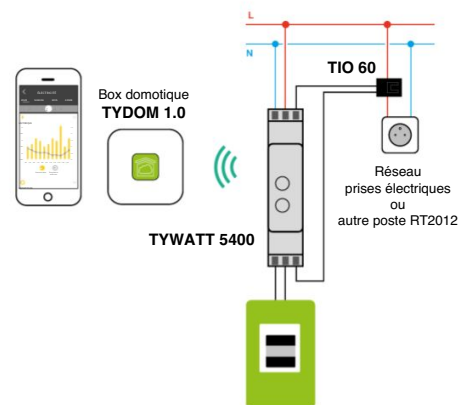 L
N
TIO 60
Box domotique
TYDOM 1.0
Réseau
prises électriques
ou
autre poste RT2012
TYWATT 5400